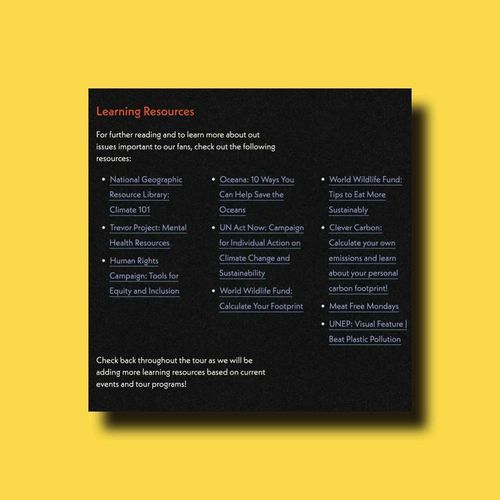 Learning Resources
For further reading and to learn more about out
issues important to our fans, check out the following
resources:
National Geographic
Resource Library:
Climate 101
Trevor Project: Mental
Health Resources
Human Rights
Campaign: Tools for
Equity and Inclusion
Oceana: 10 Ways You
Can Help Save the
Oceans
UN Act Now: Campaign
for Individual Action on
Climate Change and
Sustainability
World Wildlife Fund:
Calculate Your Footprint
World Wildlife Fund:
Tips to Eat More
Sustainably
Clever Carbon:
Calculate your own
emissions and learn
about your personal
carbon footprint!
Meat Free Mondays
UNEP: Visual Feature |
Beat Plastic Pollution
Check back throughout the tour as we will be
adding more learning resources based on current
events and tour programs!